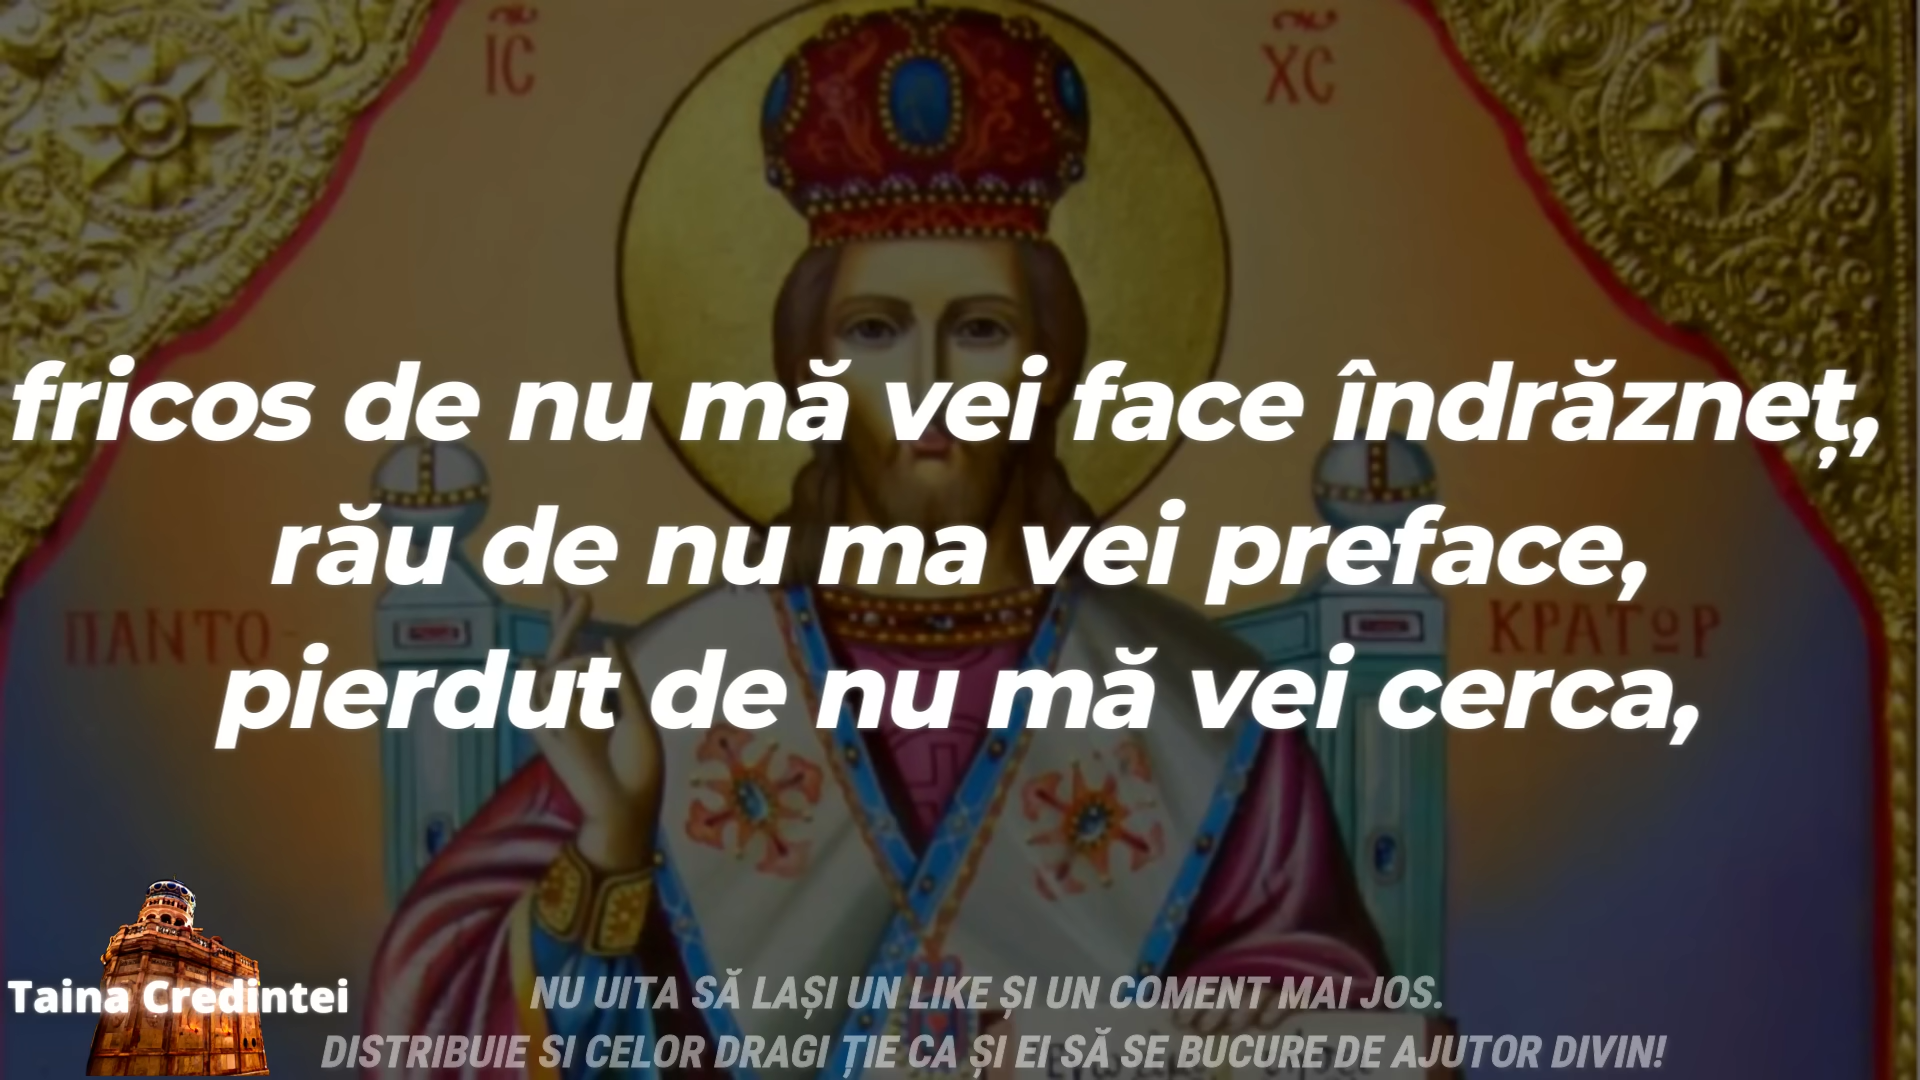 IC XC
fricos de nu mă vei face îndrăzneț,
rău de nu ma vei preface,
ΠΑΝΤΟ- ΚΡΑΤΩΡ
pierdut de nu mă vei cerca,
Taina Credintei
NU UITA SĂ LAȘI UN LIKE ȘI UN COMENT MAI JOS.
DISTRIBUIE SI CELOR DRAGI ȚIE CA ȘI EI SĂ SE BUCURE DE AJUTOR DIVIN!